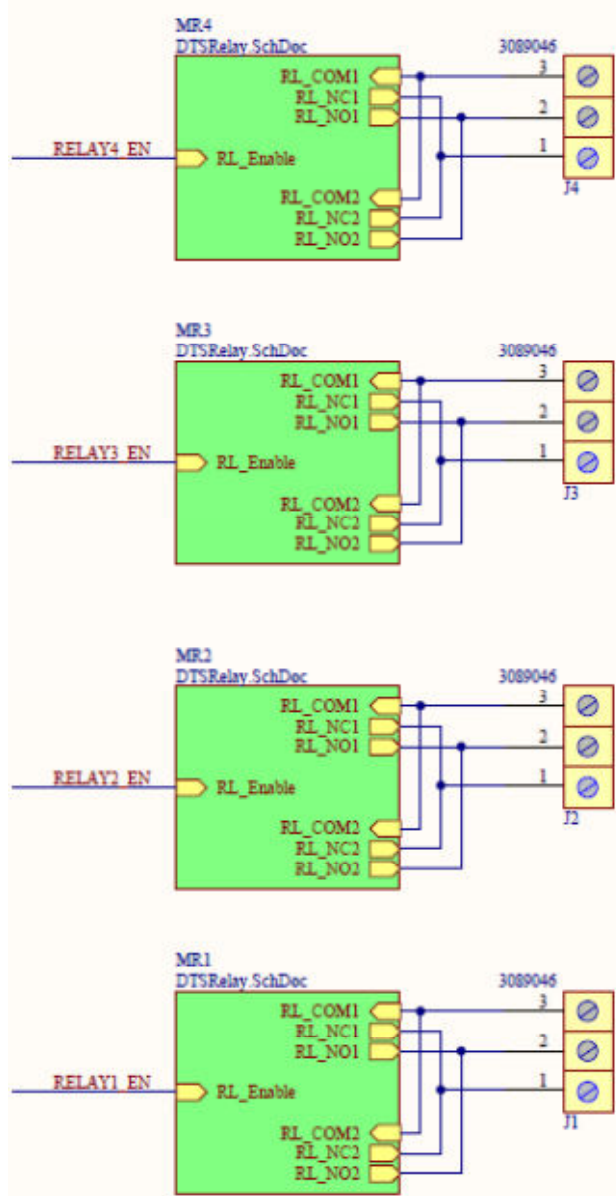 MR4
DTSRelay.SchDoc 3089046
RL_COM1 3
RL_NC1
RL_NO1 2
RELAY4_EN RL_Enable 1
J4
RL_COM2
RL_NC2
RL_NO2
MR3
DTSRelay.SchDoc 3089046
RL_COM1 3
RL_NC1
RL_NO1 2
RELAY3_EN RL_Enable 1
J3
RL_COM2
RL_NC2
RL_NO2
MR2
DTSRelay.SchDoc 3089046
RL_COM1 3
RL_NC1
RL_NO1 2
RELAY2_EN RL_Enable 1
J2
RL_COM2
RL_NC2
RL_NO2
MR1
DTSRelay.SchDoc 3089046
RL_COM1 3
RL_NC1
RL_NO1 2
RELAY1_EN RL_Enable 1
J1
RL_COM2
RL_NC2
RL_NO2